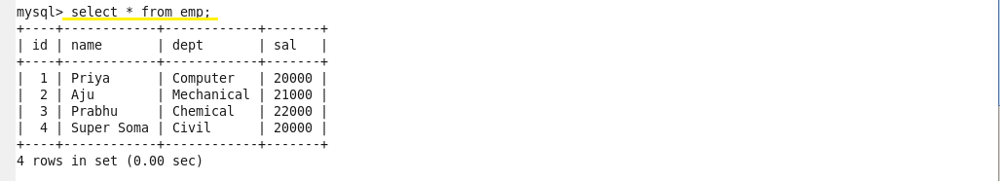 mysql> select * from emp;
+----+------------+------------+-------+
| id | name       | dept       | sal   |
+----+------------+------------+-------+
|  1 | Priya      | Computer   | 20000 |
|  2 | Aju        | Mechanical | 21000 |
|  3 | Prabhu     | Chemical   | 22000 |
|  4 | Super Soma | Civil      | 20000 |
+----+------------+------------+-------+
4 rows in set (0.00 sec)